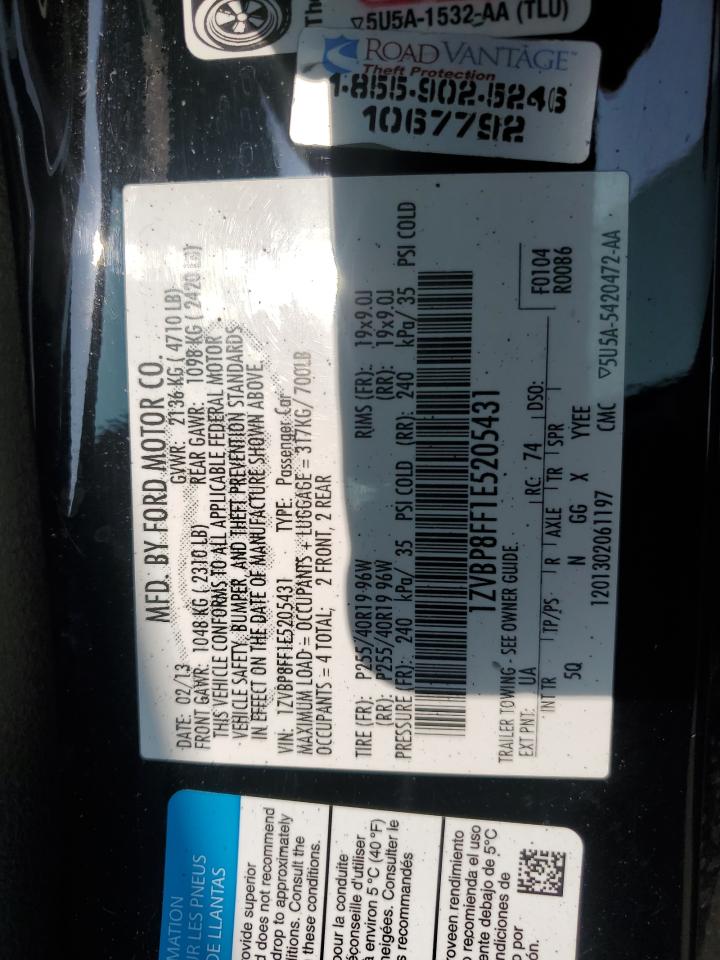 The
▽5U5A-1532-AA (TLU)
ROADVANTAGE™
Theft Protection
1-855-902-5246
1067792
MFD. BY FORD MOTOR CO.
DATE: 02/13 GVWR: 2136 KG ( 4710 LB)
FRONT GAWR: 1048 KG ( 2310 LB) REAR GAWR: 1098 KG ( 2420 LB)
THIS VEHICLE CONFORMS TO ALL APPLICABLE FEDERAL MOTOR
VEHICLE SAFETY, BUMPER, AND THEFT PREVENTION STANDARDS
IN EFFECT ON THE DATE OF MANUFACTURE SHOWN ABOVE.
VIN: 1ZVBP8FF1E5205431 TYPE: Passenger Car
MAXIMUM LOAD = OCCUPANTS + LUGGAGE = 317KG/ 700LB
OCCUPANTS = 4 TOTAL; 2 FRONT, 2 REAR
TIRE (FR): P255/40R19 96W RIMS (FR): 19x9.0J
(RR): P255/40R19 96W (RR): 19x9.0J
PRESSURE (FR): 240 kPa/ 35 PSI COLD (RR): 240 kPa/ 35 PSI COLD
1ZVBP8FF1E5205431
TRAILER TOWING - SEE OWNER GUIDE
EXT PNT: UA RC: 74 DSO: F0104
R0086
INT TR TP/PS R AXLE TR SPR
5Q N GG X YYEE
1201302061197 CMC ▽5U5A-5420472-AA
MATION
UR LES PNEUS
DE LLANTAS
rovide superior
d does not recommend
drop to approximately
ditions. Consult the
these conditions.
pour la conduite
éconseille d'utiliser
à environ 5 °C (40 °F)
neigées. Consulter le
s recommandés
roveen rendimiento
o recomienda el uso
ente debajo de 5°C
ndiciones de
o por
ón.